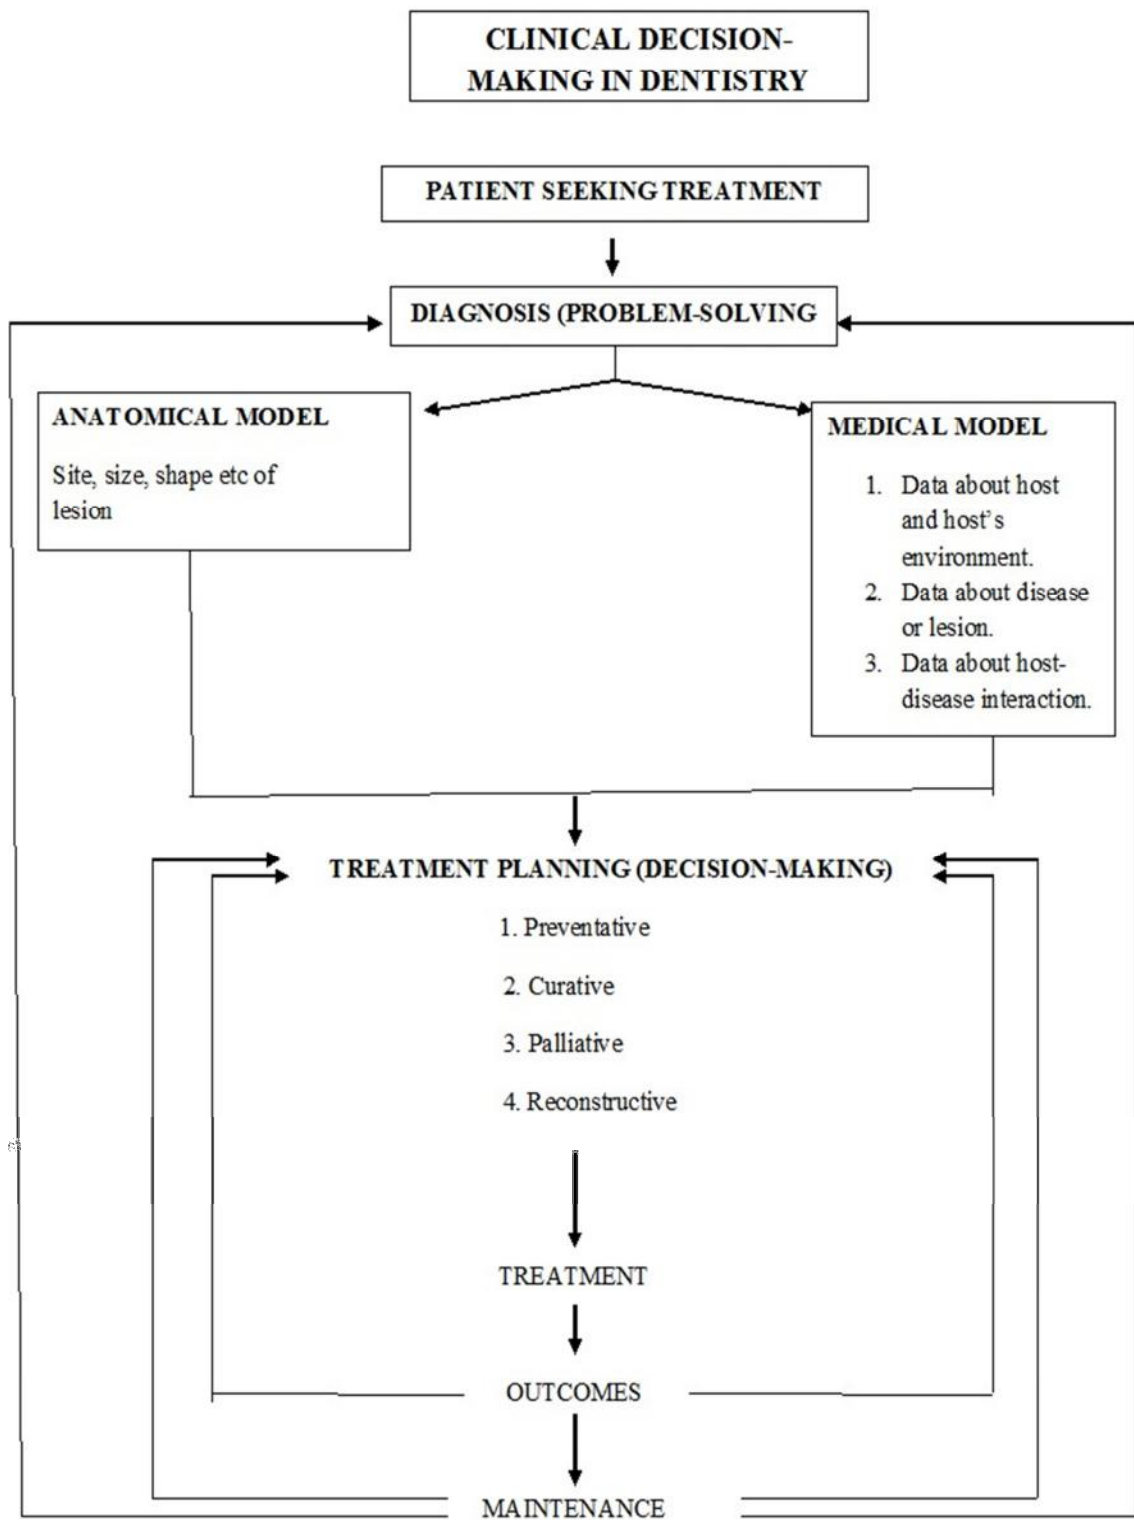 CLINICAL DECISION-
MAKING IN DENTISTRY
PATIENT SEEKING TREATMENT
DIAGNOSIS (PROBLEM-SOLVING
ANATOMICAL MODEL
Site, size, shape etc of
lesion
MEDICAL MODEL
1. Data about host
and host's
environment.
2. Data about disease
or lesion.
3. Data about host-
disease interaction.
TREATMENT PLANNING (DECISION-MAKING)
1. Preventative
2. Curative
3. Palliative
4. Reconstructive
TREATMENT
OUTCOMES
MAINTENANCE